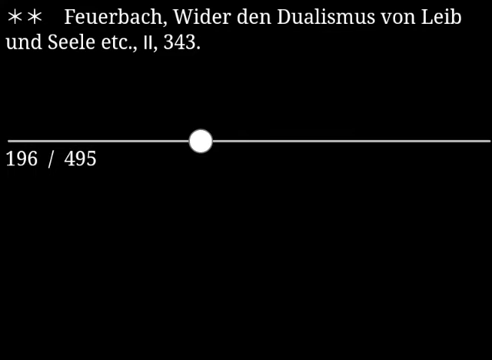 ＊＊ Feuerbach, Wider den Dualismus von Leib
und Seele etc., II, 343.
196 / 495